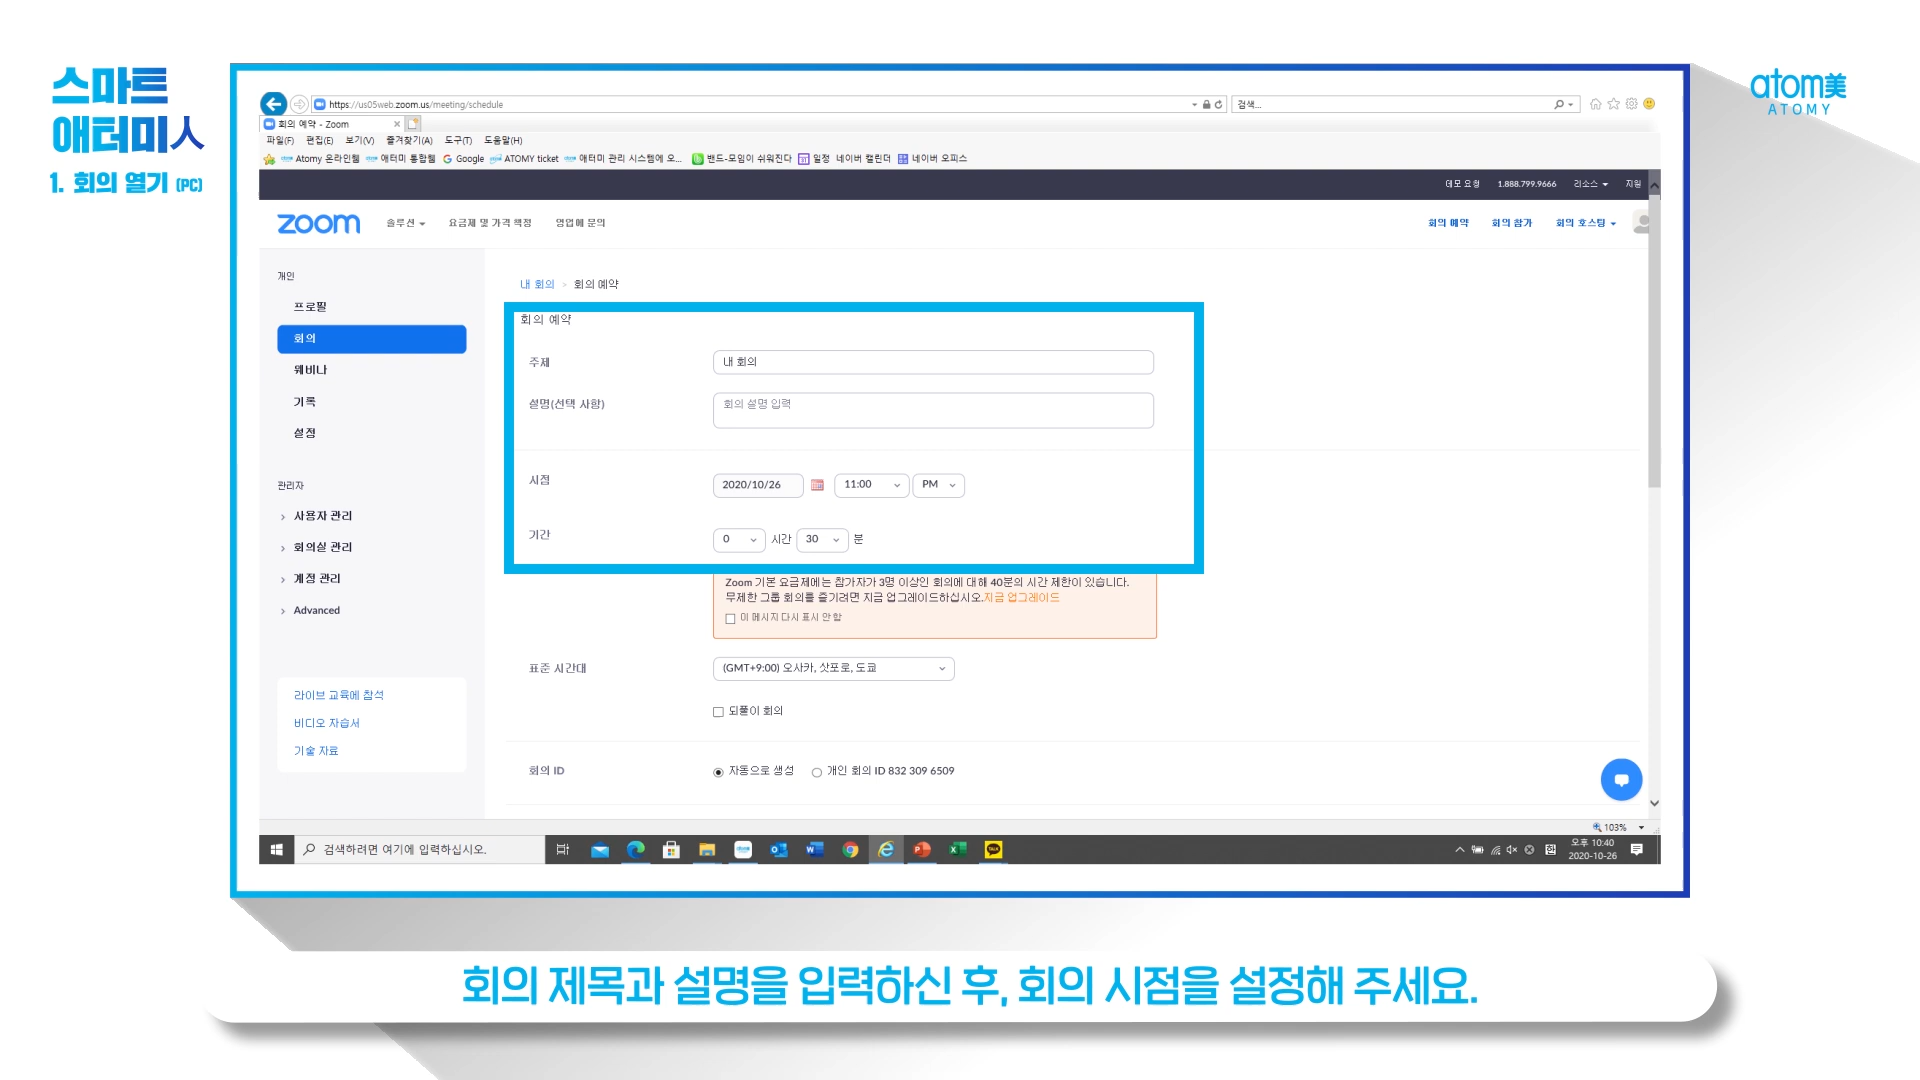 스마트
애터미人
1. 회의 열기 (PC)
atom美
ATOMY
https://us05web.zoom.us/meeting/schedule
검색...
회의 예약 - Zoom
파일(F) 편집(E) 보기(V) 즐겨찾기(A) 도구(T) 도움말(H)
Atomy 온라인웹 애터미 통합웹 Google ATOMY ticket 애터미 관리 시스템에 오... 밴드-모임이 쉬워진다 일정 네이버 캘린더 네이버 오피스
데모 요청 1.888.799.9666 리소스 지원
zoom 솔루션 요금제 및 가격 책정 영업에 문의 회의 예약 회의 참가 회의 호스팅
개인
프로필
회의
웨비나
기록
설정
관리자
사용자 관리
회의실 관리
계정 관리
Advanced
라이브 교육에 참석
비디오 자습서
기술 자료
내 회의 > 회의 예약
회의 예약
주제 내 회의
설명(선택 사항) 회의 설명 입력
시점 2020/10/26 11:00 PM
기간 0 시간 30 분
Zoom 기본 요금제에는 참가자가 3명 이상인 회의에 대해 40분의 시간 제한이 있습니다.
무제한 그룹 회의를 즐기려면 지금 업그레이드하십시오.지금 업그레이드
이 메시지 다시 표시 안 함
표준 시간대 (GMT+9:00) 오사카, 삿포로, 도쿄
되풀이 회의
회의 ID 자동으로 생성 개인 회의 ID 832 309 6509
103%
검색하려면 여기에 입력하십시오.
오후 10:40
2020-10-26
회의 제목과 설명을 입력하신 후, 회의 시점을 설정해 주세요.